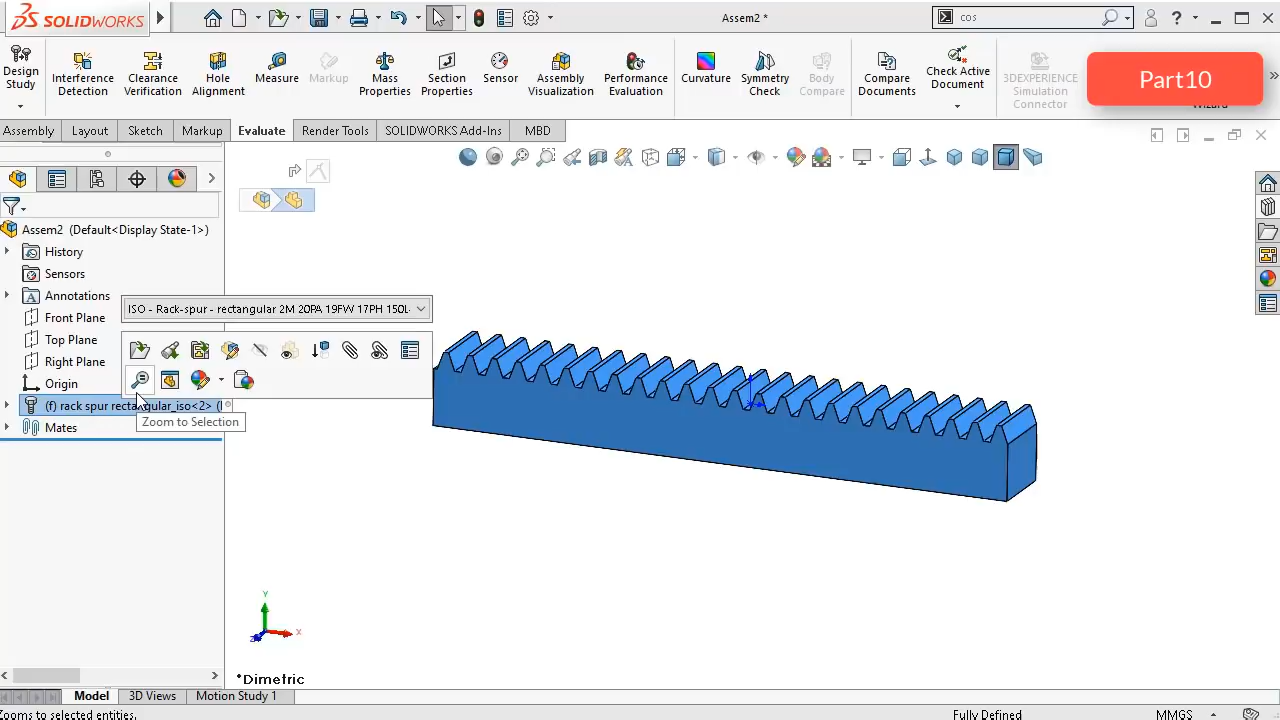 SOLIDWORKS
Assem2 *
cos
Design Study
Interference Detection
Clearance Verification
Hole Alignment
Measure
Markup
Mass Properties
Section Properties
Sensor
Assembly Visualization
Performance Evaluation
Curvature
Symmetry Check
Body Compare
Compare Documents
Check Active Document
3DEXPERIENCE Simulation Connector
Part10
Assembly
Layout
Sketch
Markup
Evaluate
Render Tools
SOLIDWORKS Add-Ins
MBD
Assem2 (Default<Display State-1>)
History
Sensors
Annotations
ISO - Rack-spur - rectangular 2M 20PA 19FW 17PH 150L-
Front Plane
Top Plane
Right Plane
Origin
(f) rack spur rectangular_iso<2> (
Zoom to Selection
Mates
Y
X
Z
*Dimetric
Model
3D Views
Motion Study 1
Zooms to selected entities.
Fully Defined
MMGS